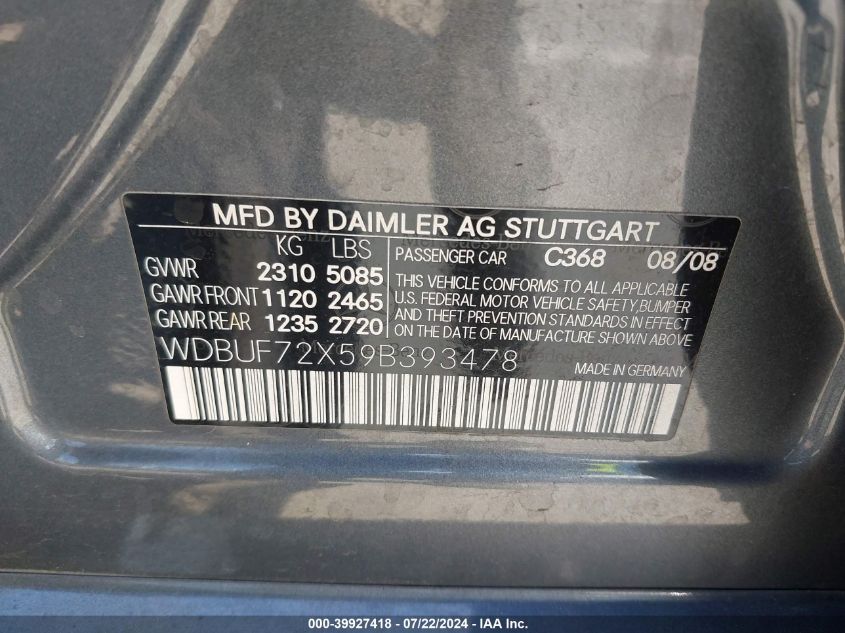 MFD BY DAIMLER AG STUTTGART
KG LBS
GVWR 2310 5085
GAWR FRONT 1120 2465
GAWR REAR 1235 2720
PASSENGER CAR C368 08/08
THIS VEHICLE CONFORMS TO ALL APPLICABLE
U.S. FEDERAL MOTOR VEHICLE SAFETY,BUMPER
AND THEFT PREVENTION STANDARDS IN EFFECT
ON THE DATE OF MANUFACTURE SHOWN ABOVE
WDBUF72X59B393478
MADE IN GERMANY
000-39927418 - 07/22/2024 - IAA Inc.